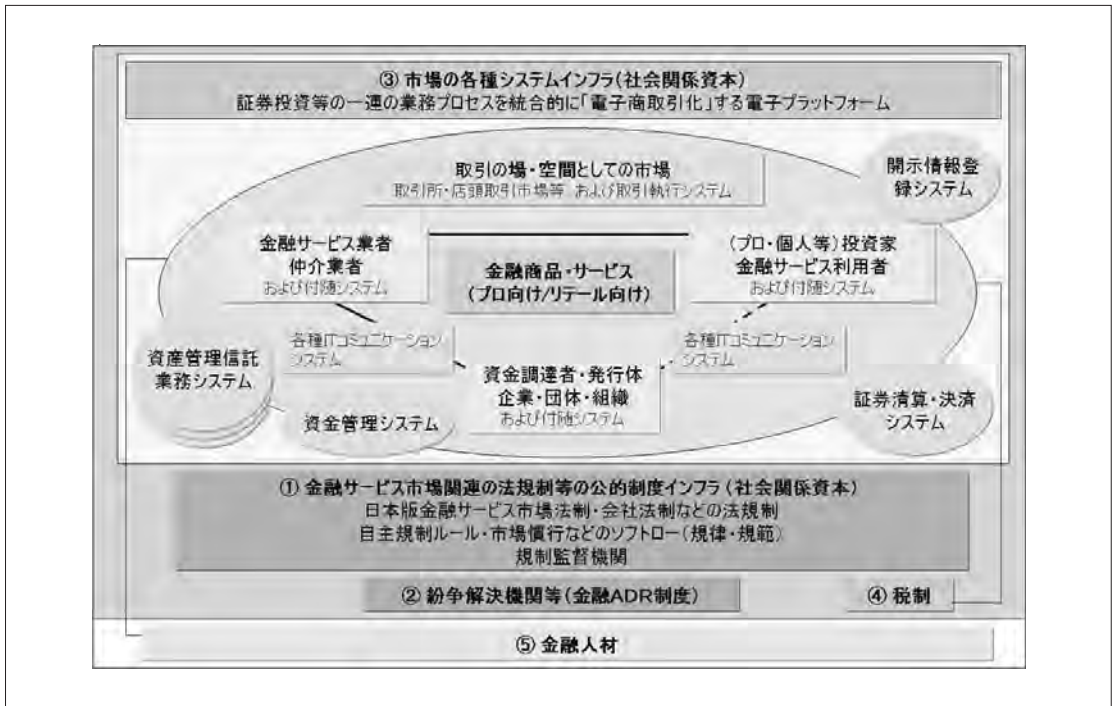 ③ 市場の各種システムインフラ(社会関係資本)
証券投資等の一連の業務プロセスを統合的に「電子商取引化」する電子プラットフォーム
取引の場・空間としての市場
取引所・店頭取引市場等 および取引執行システム
開示情報登
録システム
金融サービス業者
仲介業者
および付随システム
金融商品・サービス
(プロ向け/リテール向け)
(プロ・個人等)投資家
金融サービス利用者
および付随システム
各種ITコミュニケーション
システム
各種ITコミュニケーション
システム
資産管理信託
業務システム
資金管理システム
資金調達者・発行体
企業・団体・組織
および付随システム
証券清算・決済
システム
① 金融サービス市場関連の法規制等の公的制度インフラ(社会関係資本)
日本版金融サービス市場法制・会社法制などの法規制
自主規制ルール・市場慣行などのソフトロー(規律・規範)
規制監督機関
② 紛争解決機関等(金融ADR制度)
④ 税制
⑤ 金融人材